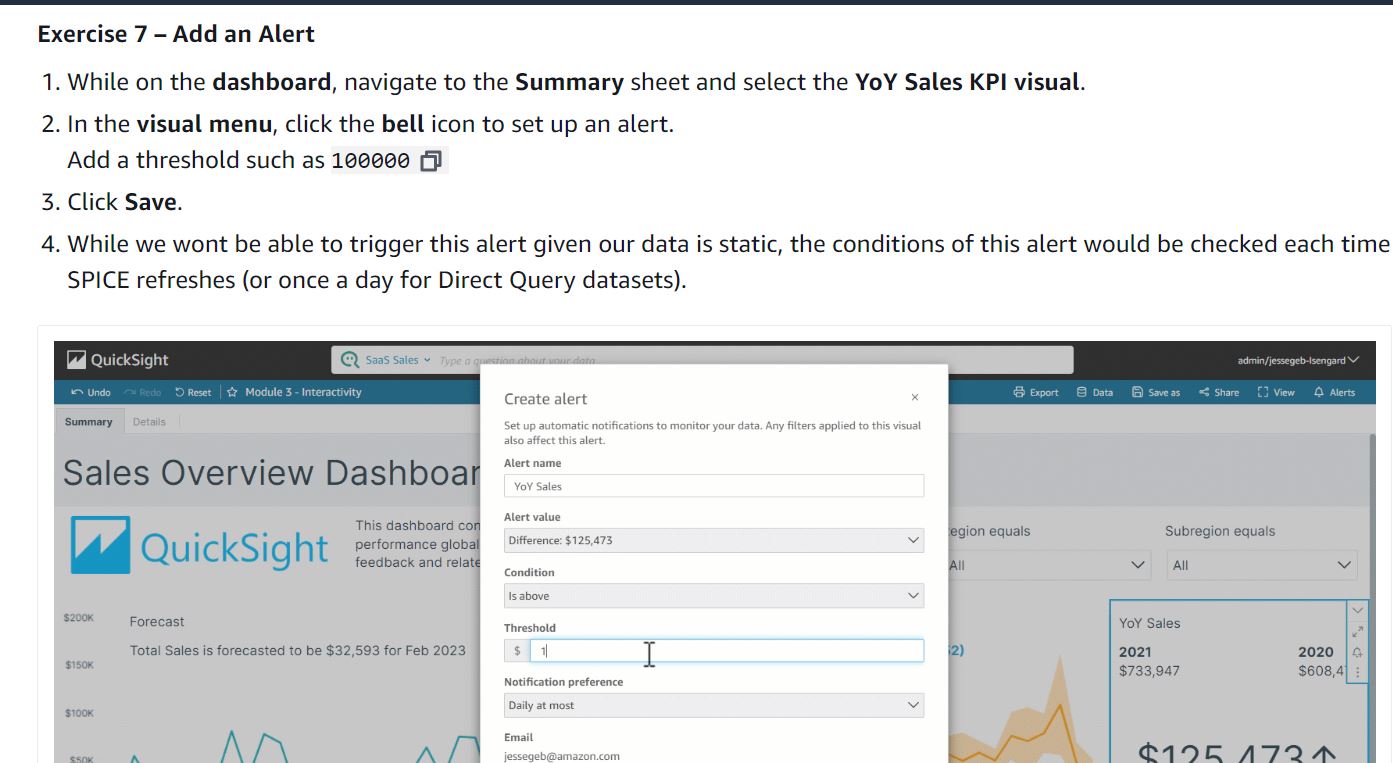 Exercise 7 – Add an Alert
1. While on the dashboard, navigate to the Summary sheet and select the YoY Sales KPI visual.
2. In the visual menu, click the bell icon to set up an alert.
Add a threshold such as 100000
3. Click Save.
4. While we wont be able to trigger this alert given our data is static, the conditions of this alert would be checked each time
SPICE refreshes (or once a day for Direct Query datasets).
QuickSight
SaaS Sales
Type a question about your data
admin/jessegeb-Isengard
Undo Redo Reset Module 3 - Interactivity
Export Data Save as Share View Alerts
Summary Details
Sales Overview Dashboar
QuickSight
This dashboard con
performance global
feedback and relate
Create alert
×
Set up automatic notifications to monitor your data. Any filters applied to this visual
also affect this alert.
Alert name
YoY Sales
Alert value
Difference: $125,473
Condition
Is above
Threshold
$ 1
Notification preference
Daily at most
Email
jessegeb@amazon.com
egion equals
All
Subregion equals
All
$200K
$150K
$100K
$50K
Forecast
Total Sales is forecasted to be $32,593 for Feb 2023
2)
YoY Sales
2021 2020
$733,947 $608,4
$125,473